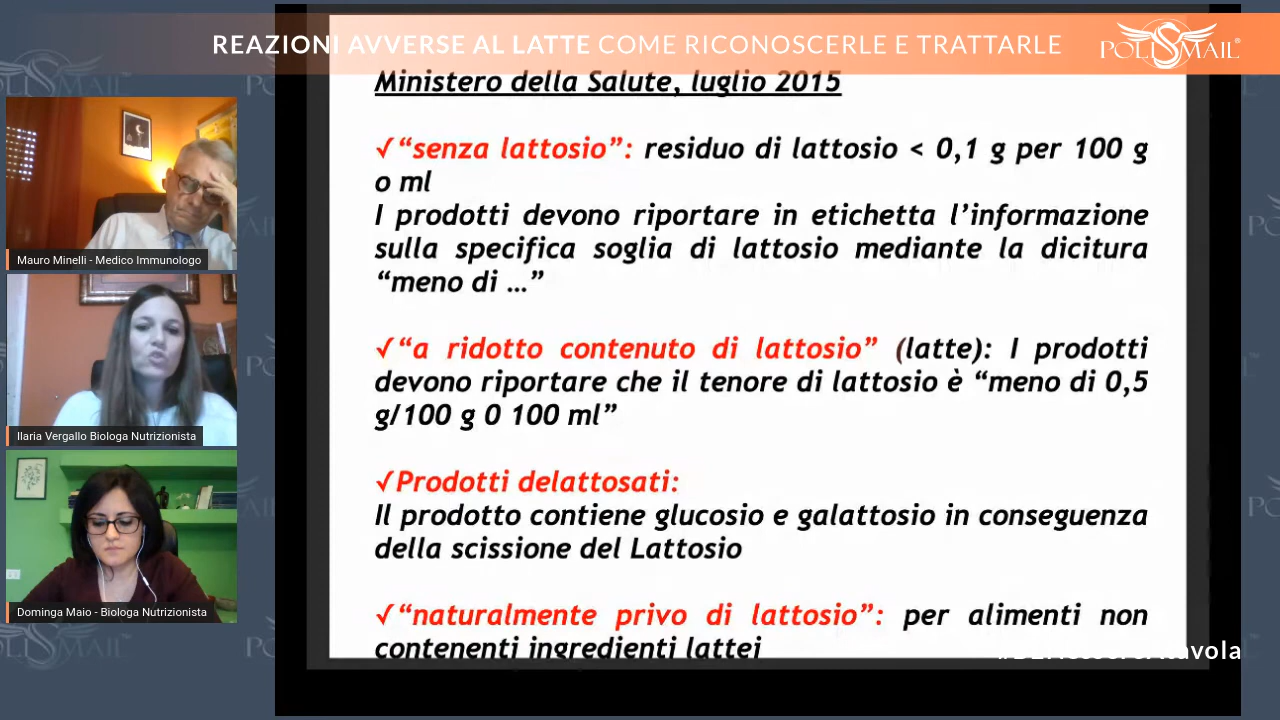 REAZIONI AVVERSE AL LATTE COME RICONOSCERLE E TRATTARLE
POLISMAIL®
Mauro Minelli - Medico Immunologo
Ilaria Vergallo Biologa Nutrizionista
Dominga Maio - Biologa Nutrizionista
Ministero della Salute, luglio 2015
✓“senza lattosio”: residuo di lattosio < 0,1 g per 100 g
o ml
I prodotti devono riportare in etichetta l’informazione
sulla specifica soglia di lattosio mediante la dicitura
“meno di …”
✓“a ridotto contenuto di lattosio” (latte): I prodotti
devono riportare che il tenore di lattosio è “meno di 0,5
g/100 g 0 100 ml”
✓Prodotti delattosati:
Il prodotto contiene glucosio e galattosio in conseguenza
della scissione del Lattosio
✓“naturalmente privo di lattosio”: per alimenti non
contenenti ingredienti lattei